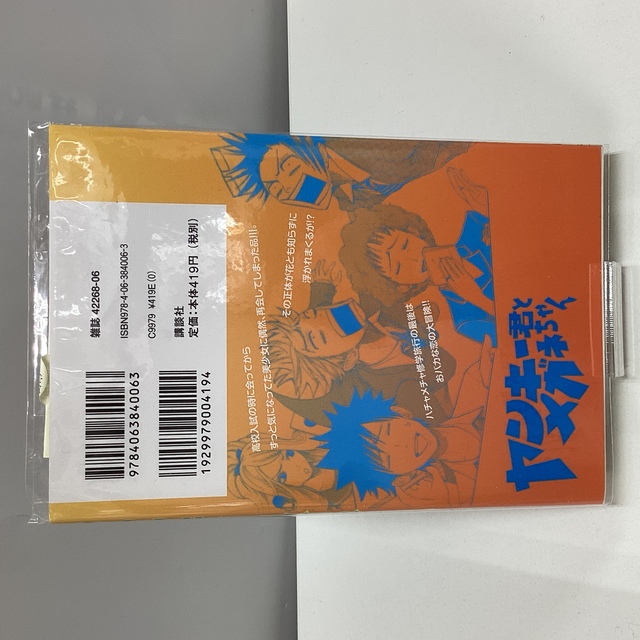 ヤンキー君と
メガネちゃん
ハチャメチャ修学旅行の最後は
おバカな恋の大冒険!!
高校入試の時に会ってから
ずっと気になってた美少女に偶然、再会してしまった品川。
その正体が花とも知らずに
浮かれまくるが!?
雑誌 42268-06
ISBN978-4-06-384006-3
C9979 ¥419E (0)
講談社
定価：本体419円（税別）
9784063840063
1929979004194